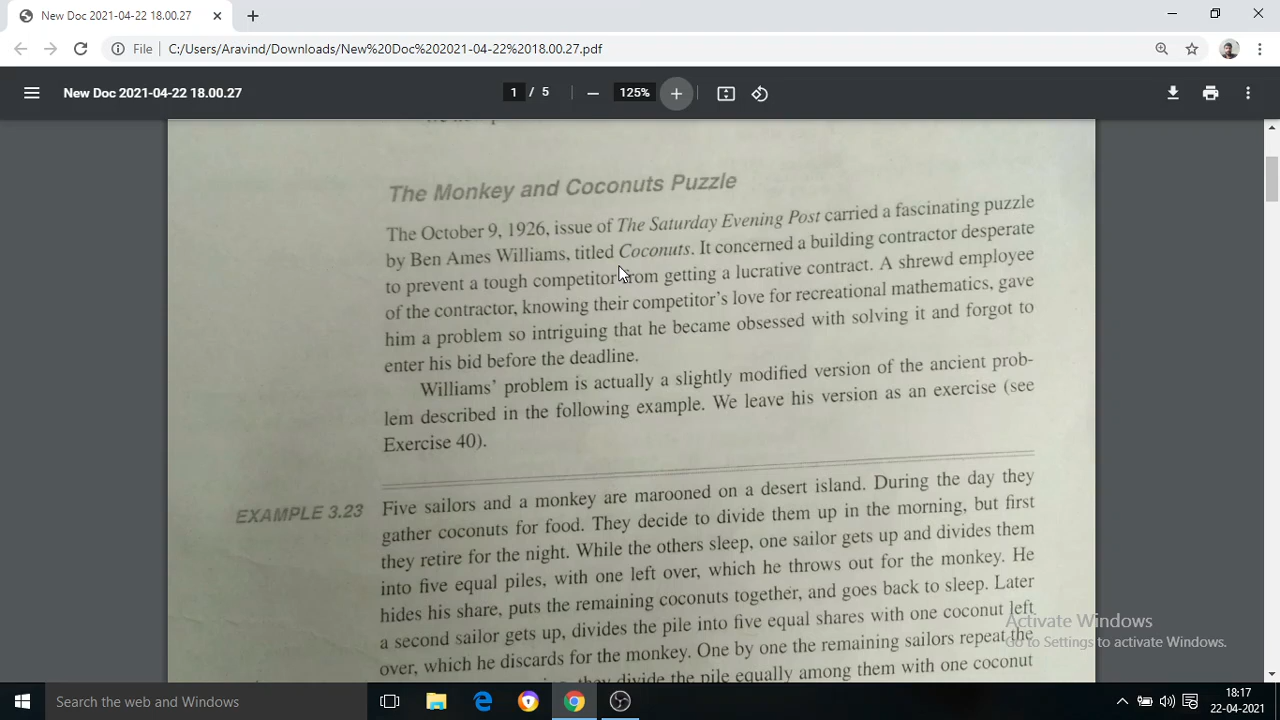 New Doc 2021-04-22 18.00.27
File
C:/Users/Aravind/Downloads/New%20Doc%202021-04-22%2018.00.27.pdf
New Doc 2021-04-22 18.00.27
1 / 5
125%
The Monkey and Coconuts Puzzle
The October 9, 1926, issue of The Saturday Evening Post carried a fascinating puzzle
by Ben Ames Williams, titled Coconuts. It concerned a building contractor desperate
to prevent a tough competitor from getting a lucrative contract. A shrewd employee
of the contractor, knowing their competitor's love for recreational mathematics, gave
him a problem so intriguing that he became obsessed with solving it and forgot to
enter his bid before the deadline.
Williams' problem is actually a slightly modified version of the ancient prob-
lem described in the following example. We leave his version as an exercise (see
Exercise 40).
EXAMPLE 3.23
Five sailors and a monkey are marooned on a desert island. During the day they
gather coconuts for food. They decide to divide them up in the morning, but first
they retire for the night. While the others sleep, one sailor gets up and divides them
into five equal piles, with one left over, which he throws out for the monkey. He
hides his share, puts the remaining coconuts together, and goes back to sleep. Later
a second sailor gets up, divides the pile into five equal shares with one coconut left
over, which he discards for the monkey. One by one the remaining sailors repeat the
they divide the pile equally among them with one coconut
Activate Windows
Go to Settings to activate Windows.
Search the web and Windows
18:17
22-04-2021